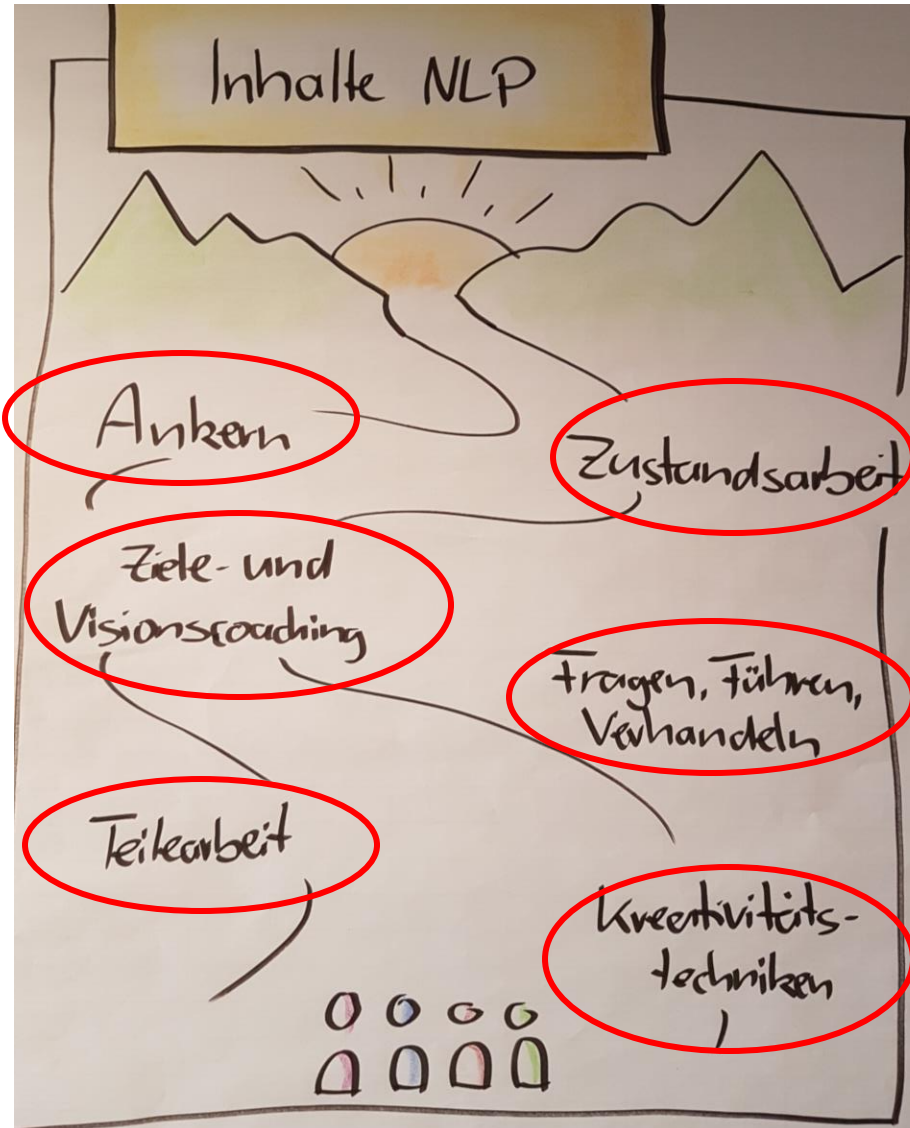 Inhalte NLP
Ankern
Zustandsarbeit
Ziele- und
Visionscoaching
Fragen, Führen,
Verhandeln
Teilearbeit
Kreativitäts-
techniken